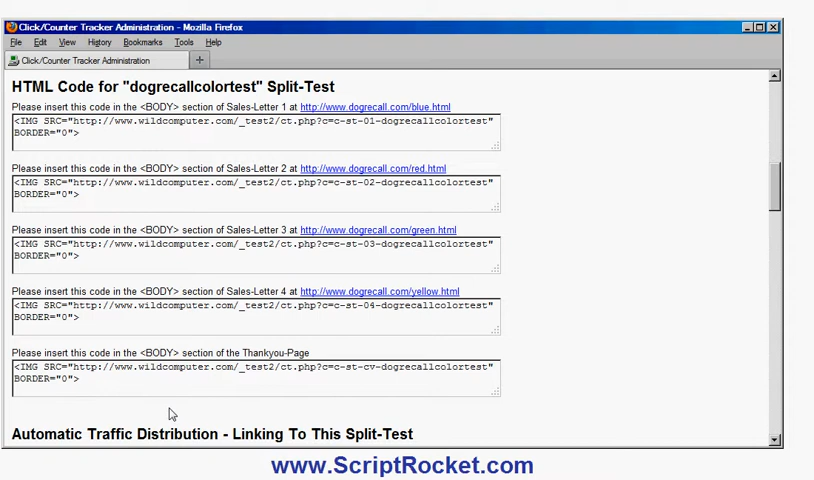 Click/Counter Tracker Administration - Mozilla Firefox
File Edit View History Bookmarks Tools Help
Click/Counter Tracker Administration
HTML Code for "dogrecallcolortest" Split-Test
Please insert this code in the <BODY> section of Sales-Letter 1 at http://www.dogrecall.com/blue.html
<IMG SRC="http://www.wildcomputer.com/_test2/ct.php?c=c-st-01-dogrecallcolortest"
BORDER="0">
Please insert this code in the <BODY> section of Sales-Letter 2 at http://www.dogrecall.com/red.html
<IMG SRC="http://www.wildcomputer.com/_test2/ct.php?c=c-st-02-dogrecallcolortest"
BORDER="0">
Please insert this code in the <BODY> section of Sales-Letter 3 at http://www.dogrecall.com/green.html
<IMG SRC="http://www.wildcomputer.com/_test2/ct.php?c=c-st-03-dogrecallcolortest"
BORDER="0">
Please insert this code in the <BODY> section of Sales-Letter 4 at http://www.dogrecall.com/yellow.html
<IMG SRC="http://www.wildcomputer.com/_test2/ct.php?c=c-st-04-dogrecallcolortest"
BORDER="0">
Please insert this code in the <BODY> section of the Thankyou-Page
<IMG SRC="http://www.wildcomputer.com/_test2/ct.php?c=c-st-cv-dogrecallcolortest"
BORDER="0">
Automatic Traffic Distribution - Linking To This Split-Test
www.ScriptRocket.com